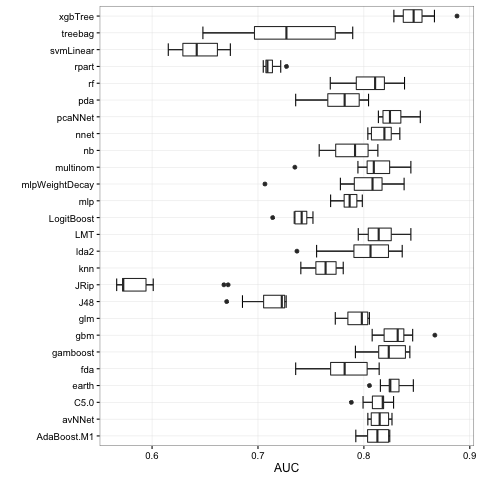 xgbTree
treebag
svmLinear
rpart
rf
pda
pcaNNet
nnet
nb
multinom
mlpWeightDecay
mlp
LogitBoost
LMT
lda2
knn
JRip
J48
glm
gbm
gamboost
fda
earth
C5.0
avNNet
AdaBoost.M1
0.6 0.7 0.8 0.9
AUC